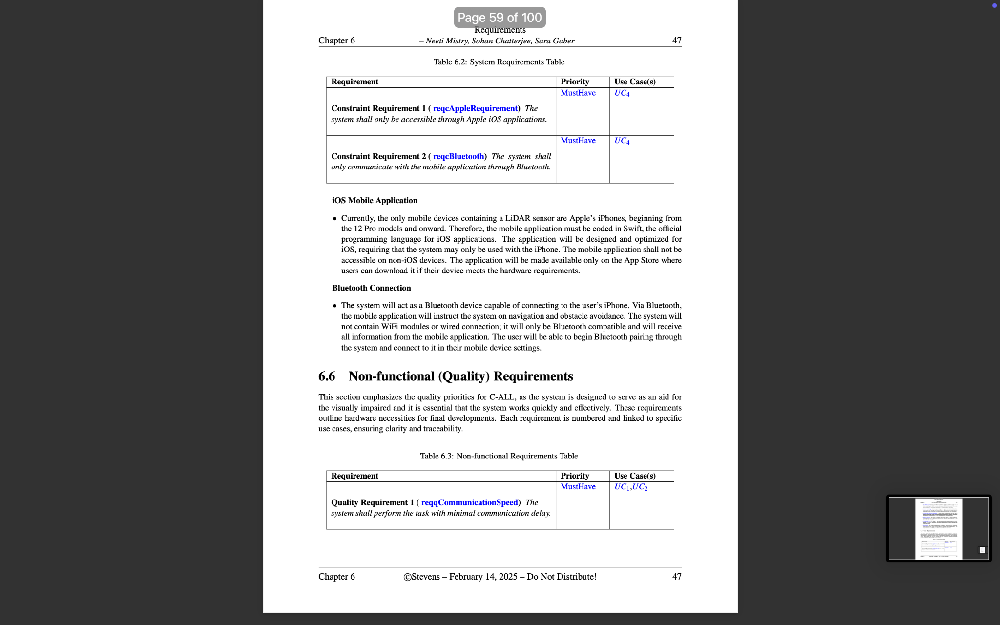 Page 59 of 100
Requirements
Chapter 6 – Neeti Mistry, Sohan Chatterjee, Sara Gaber 47
Table 6.2: System Requirements Table
Requirement Priority Use Case(s)
MustHave UC4
Constraint Requirement 1 ( reqcAppleRequirement) The
system shall only be accessible through Apple iOS applications.
MustHave UC4
Constraint Requirement 2 ( reqcBluetooth) The system shall
only communicate with the mobile application through Bluetooth.
iOS Mobile Application
• Currently, the only mobile devices containing a LiDAR sensor are Apple’s iPhones, beginning from
the 12 Pro models and onward. Therefore, the mobile application must be coded in Swift, the official
programming language for iOS applications. The application will be designed and optimized for
iOS, requiring that the system may only be used with the iPhone. The mobile application shall not be
accessible on non-iOS devices. The application will be made available only on the App Store where
users can download it if their device meets the hardware requirements.
Bluetooth Connection
• The system will act as a Bluetooth device capable of connecting to the user’s iPhone. Via Bluetooth,
the mobile application will instruct the system on navigation and obstacle avoidance. The system will
not contain WiFi modules or wired connection; it will only be Bluetooth compatible and will receive
all information from the mobile application. The user will be able to begin Bluetooth pairing through
the system and connect to it in their mobile device settings.
6.6 Non-functional (Quality) Requirements
This section emphasizes the quality priorities for C-ALL, as the system is designed to serve as an aid for
the visually impaired and it is essential that the system works quickly and effectively. These requirements
outline hardware necessities for final developments. Each requirement is numbered and linked to specific
use cases, ensuring clarity and traceability.
Table 6.3: Non-functional Requirements Table
Requirement Priority Use Case(s)
MustHave UC1,UC2
Quality Requirement 1 ( reqqCommunicationSpeed) The
system shall perform the task with minimal communication delay.
Chapter 6 ©Stevens – February 14, 2025 – Do Not Distribute! 47